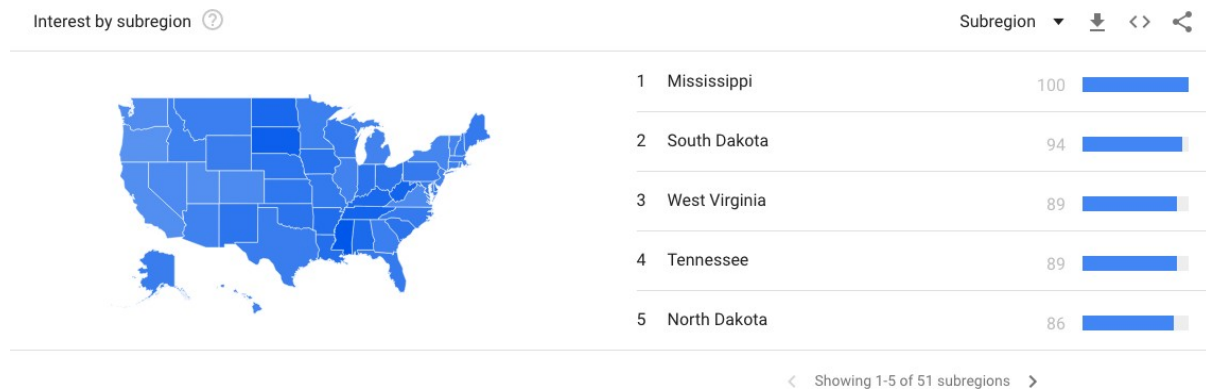 Interest by subregion
Subregion
1 Mississippi 100
2 South Dakota 94
3 West Virginia 89
4 Tennessee 89
5 North Dakota 86
Showing 1-5 of 51 subregions